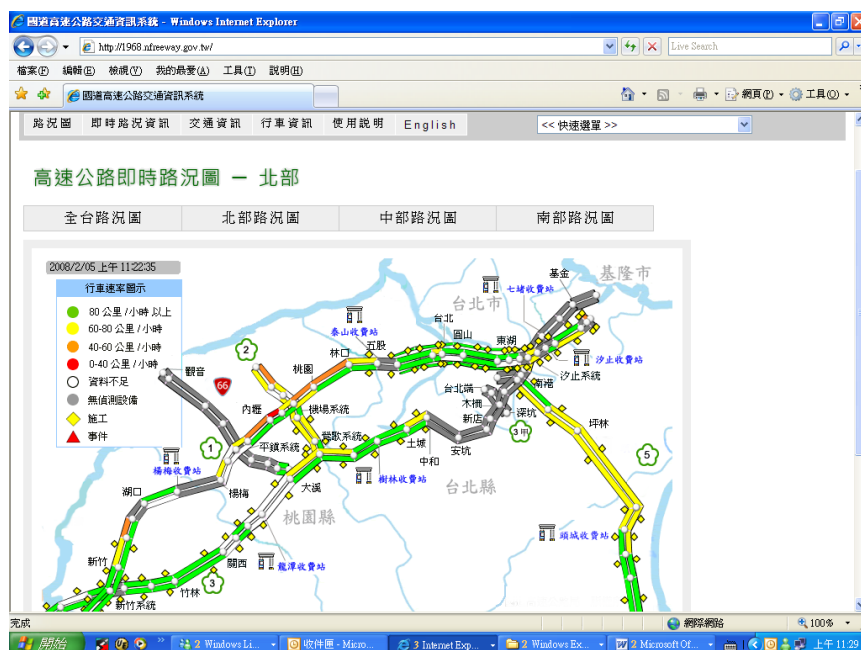 國道高速公路交通資訊系統 - Windows Internet Explorer
http://1968.nfreeway.gov.tw/
Live Search
檔案(F) 編輯(E) 檢視(V) 我的最愛(A) 工具(T) 說明(H)
國道高速公路交通資訊系統
網頁(P) 工具(O)
路況圖 即時路況資訊 交通資訊 行車資訊 使用說明 English
<< 快速選單 >>
高速公路即時路況圖 － 北部
全台路況圖 北部路況圖 中部路況圖 南部路況圖
2008/2/05 上午 11:22:35
行車速率圖示
80 公里 / 小時 以上
60-80 公里 / 小時
40-60 公里 / 小時
0-40 公里 / 小時
資料不足
無偵測設備
施工
事件
基金
基隆市
七堵收費站
台北市
台北
圓山
東湖
泰山收費站
五股
林口
汐止收費站
汐止系統
2
桃園
觀音
66
南港
台北端
木柵
深坑
新店
3甲
坪林
內壢
機場系統
鶯歌系統
土城
中和
安坑
1
平鎮系統
5
楊梅收費站
樹林收費站
湖口
楊梅
大溪
台北縣
桃園縣
頭城收費站
新竹
關西
龍潭收費站
3
竹林
新竹系統
完成
網際網路
100%
開始
2 Windows Li...
收件匣 - Micro...
3 Internet Exp...
2 Windows Ex...
2 Microsoft Of...
上午 11:29